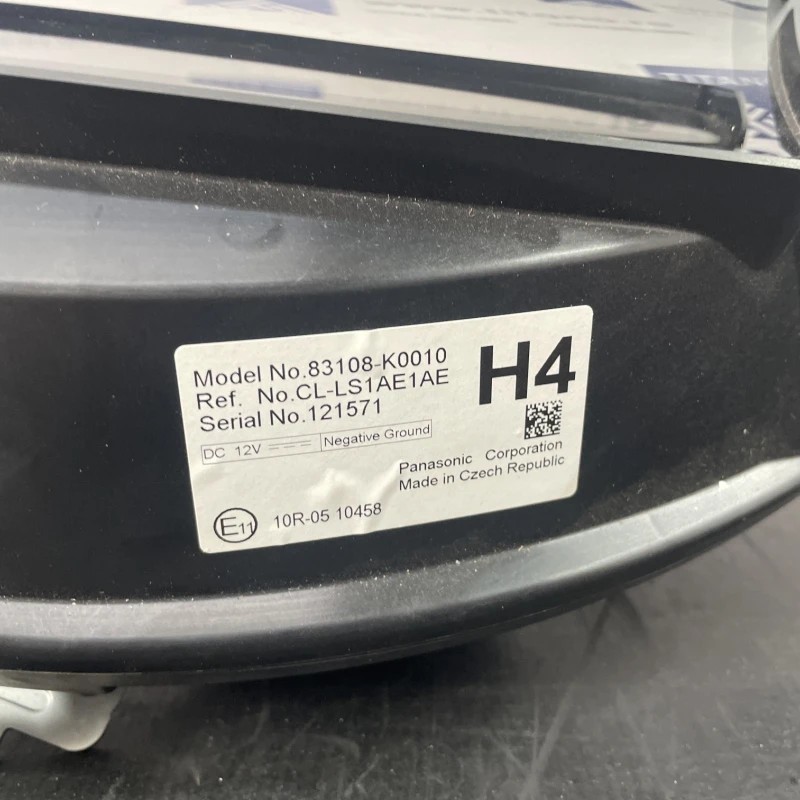 Model No.83108-K0010
Ref. No.CL-LS1AE1AE
Serial No.121571
H4
DC 12V
Negative Ground
Panasonic Corporation
Made in Czech Republic
E11 10R-05 10458